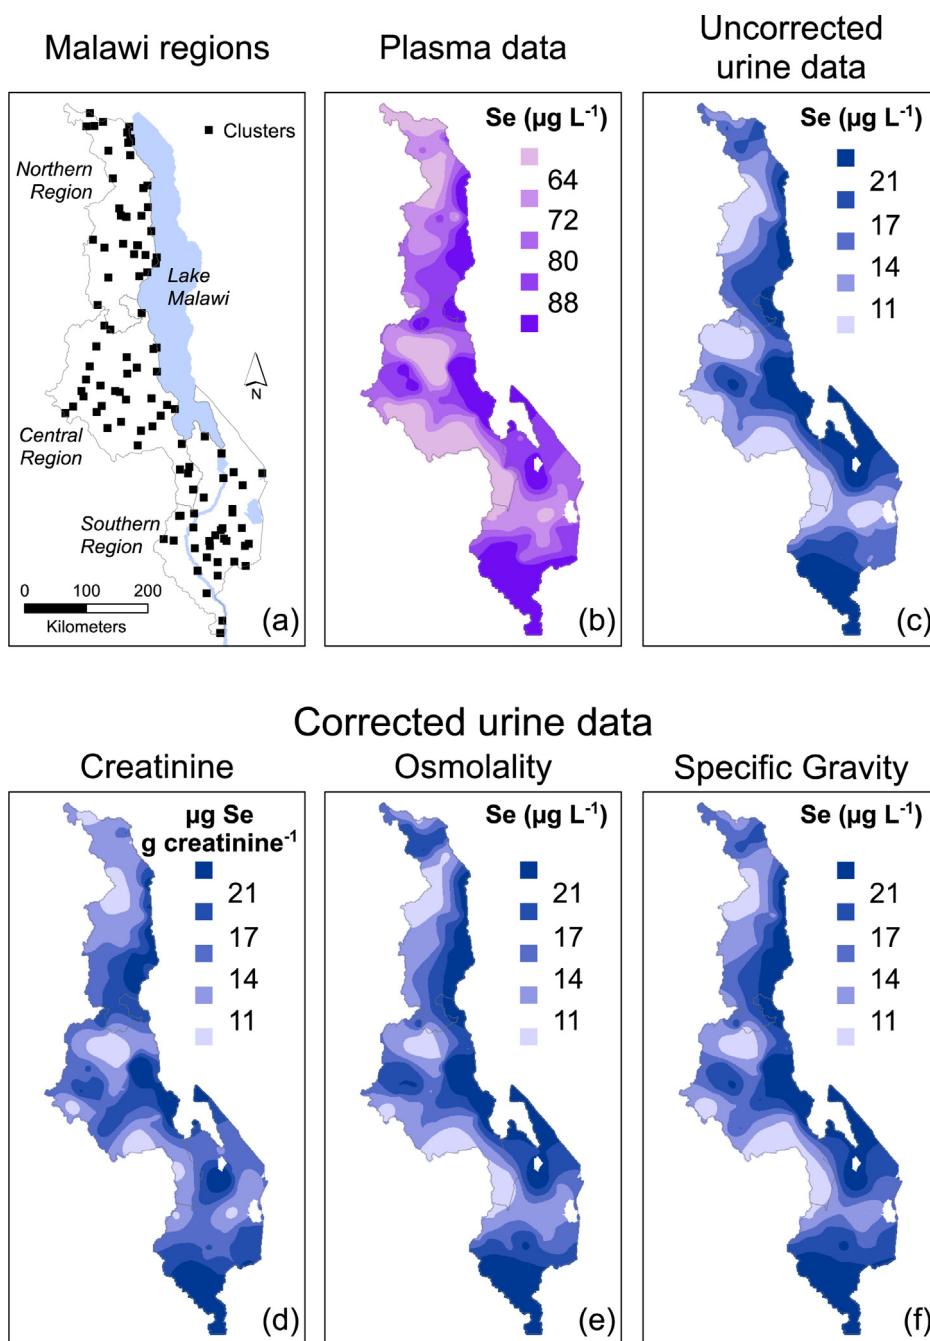 Malawi regions
Plasma data
Uncorrected
urine data
Clusters
Northern
Region
Lake
Malawi
N
Central
Region
Southern
Region
0 100 200
Kilometers
(a)
Se (µg L⁻¹)
64
72
80
88
(b)
Se (µg L⁻¹)
21
17
14
11
(c)
Corrected urine data
Creatinine
Osmolality
Specific Gravity
µg Se
g creatinine⁻¹
21
17
14
11
(d)
Se (µg L⁻¹)
21
17
14
11
(e)
Se (µg L⁻¹)
21
17
14
11
(f)